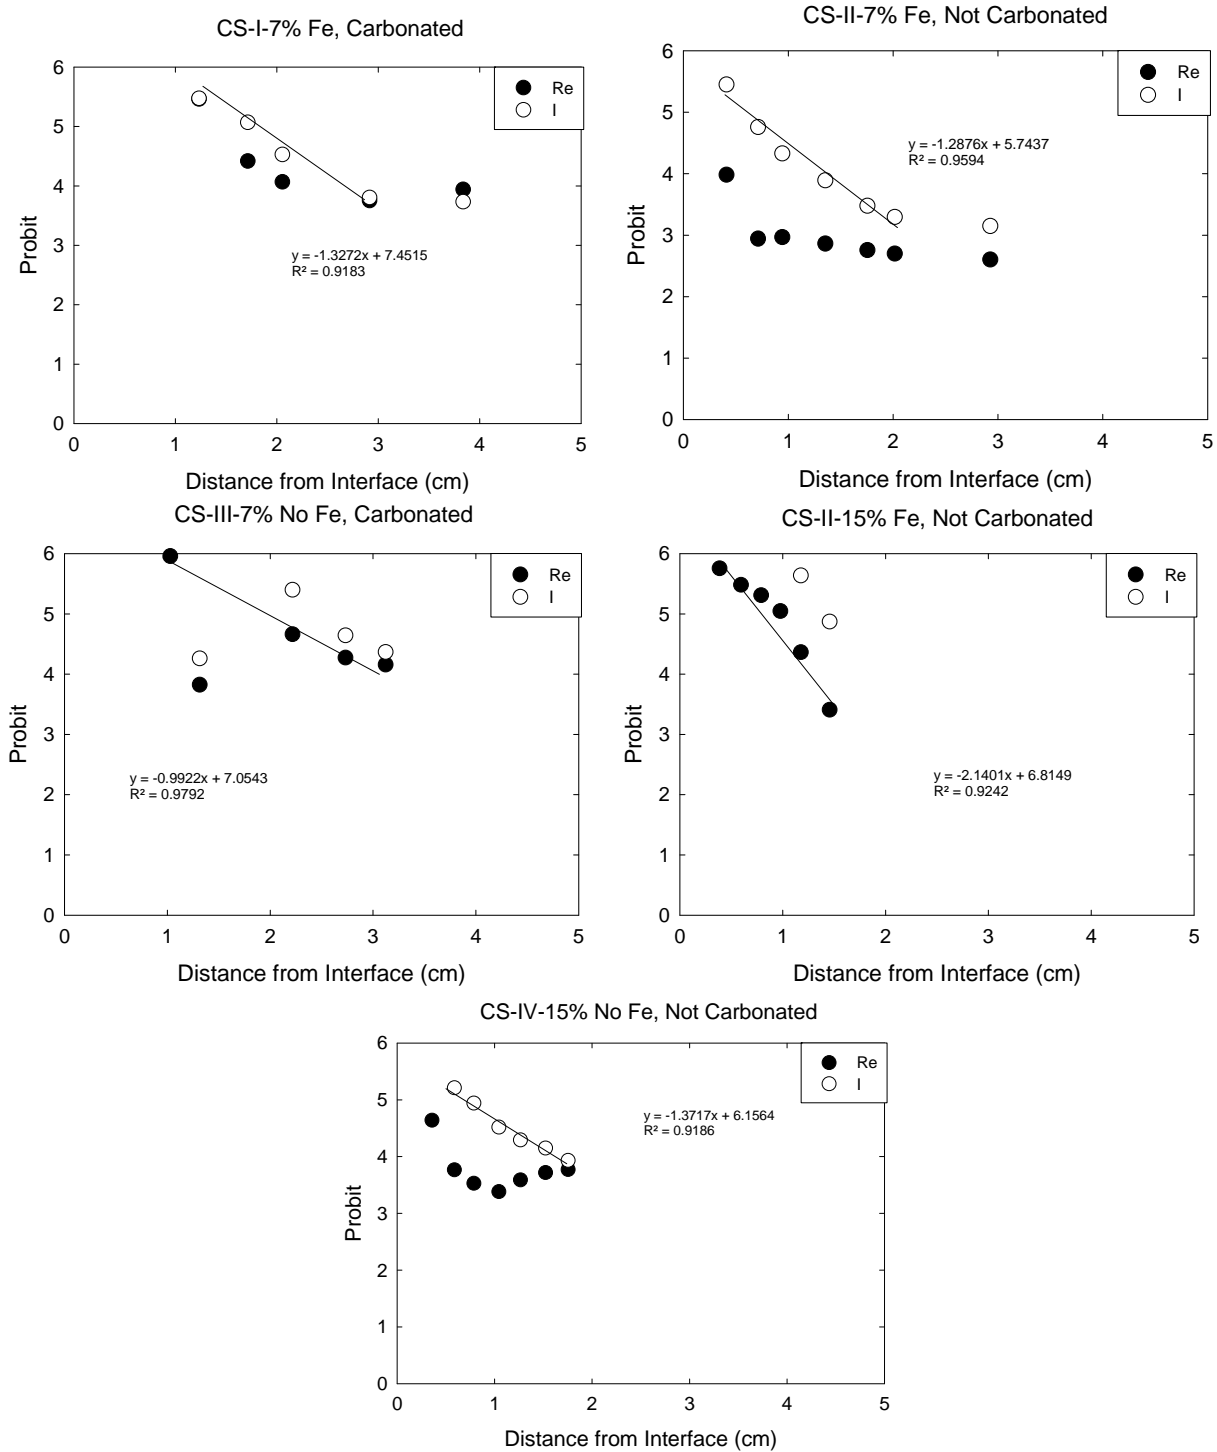 CS-I-7% Fe, Carbonated
6
5
4
3
2
1
0
Probit
Re
I
y = -1.3272x + 7.4515
R² = 0.9183
0 1 2 3 4 5
Distance from Interface (cm)
CS-II-7% Fe, Not Carbonated
6
5
4
3
2
1
0
Probit
Re
I
y = -1.2876x + 5.7437
R² = 0.9594
0 1 2 3 4 5
Distance from Interface (cm)
CS-III-7% No Fe, Carbonated
6
5
4
3
2
1
0
Probit
Re
I
y = -0.9922x + 7.0543
R² = 0.9792
0 1 2 3 4 5
Distance from Interface (cm)
CS-II-15% Fe, Not Carbonated
6
5
4
3
2
1
0
Probit
Re
I
y = -2.1401x + 6.8149
R² = 0.9242
0 1 2 3 4 5
Distance from Interface (cm)
CS-IV-15% No Fe, Not Carbonated
6
5
4
3
2
1
0
Probit
Re
I
y = -1.3717x + 6.1564
R² = 0.9186
0 1 2 3 4 5
Distance from Interface (cm)